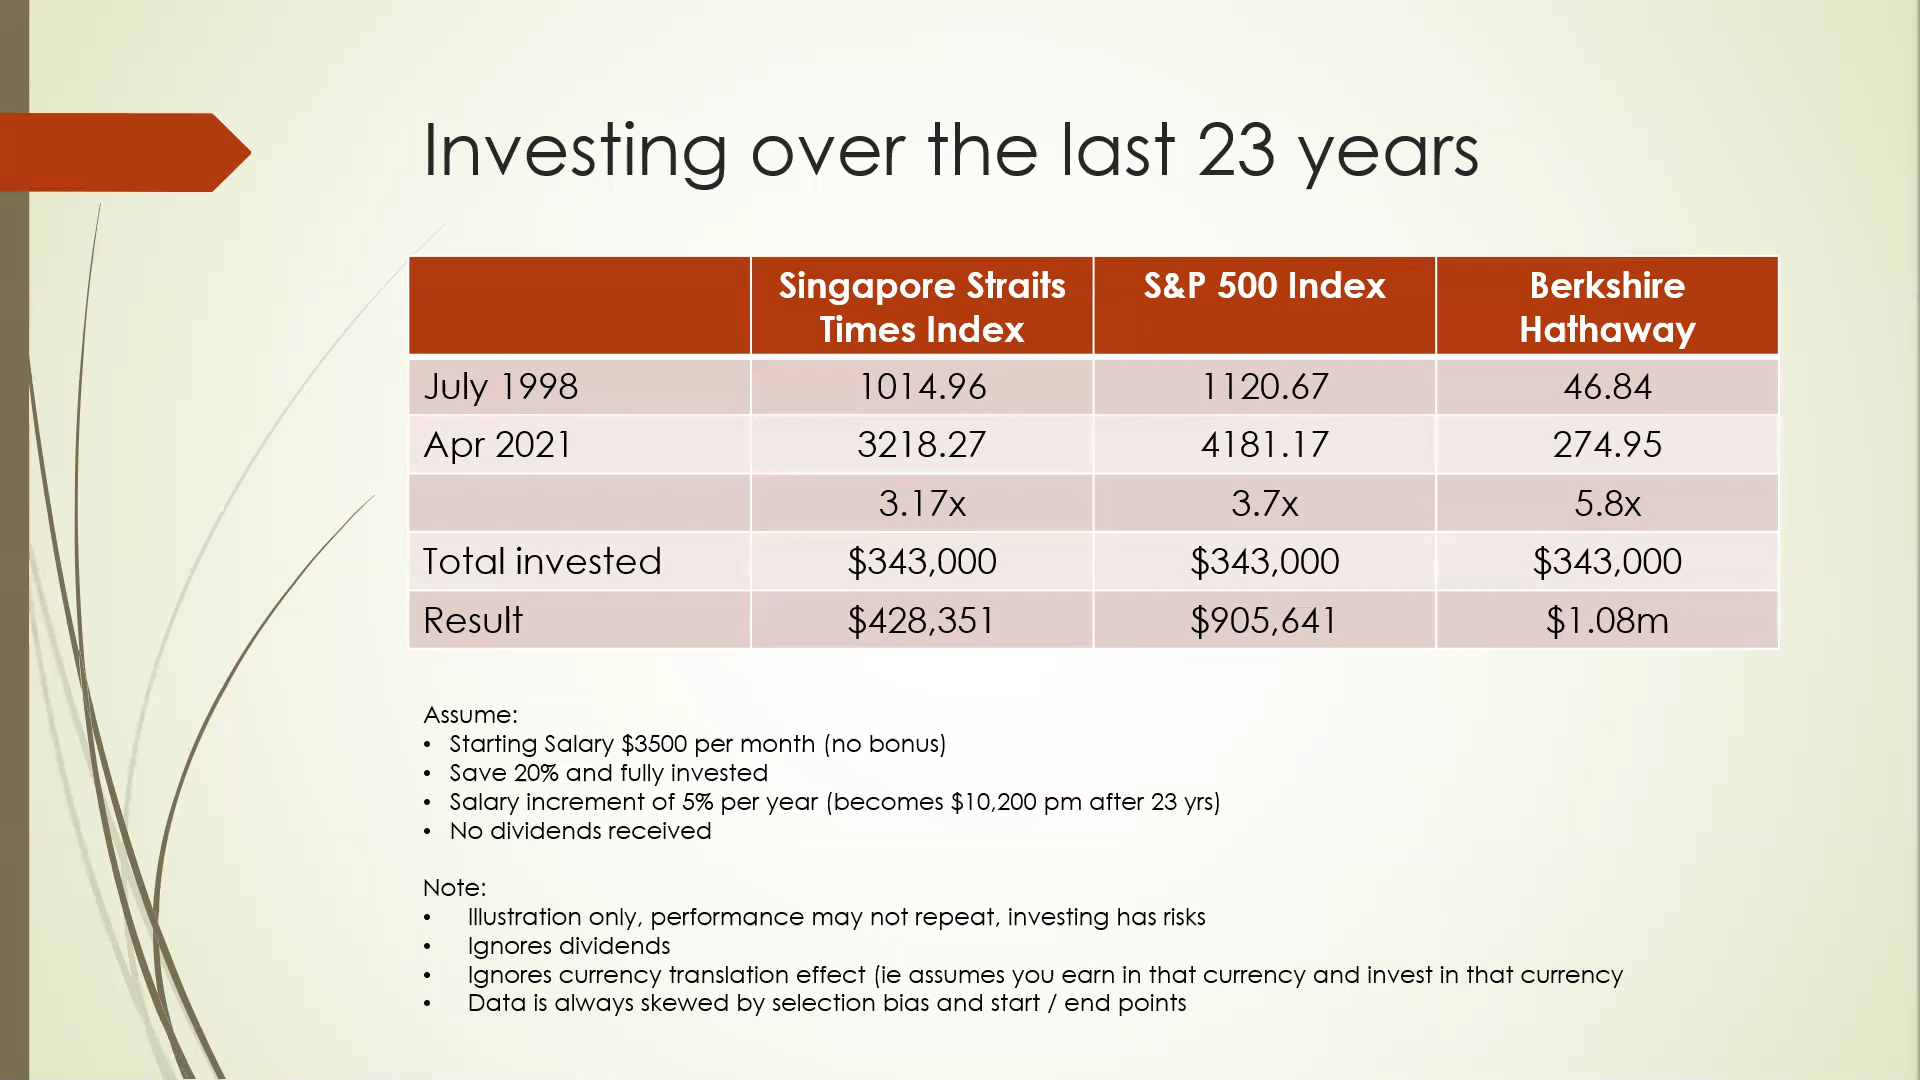 Investing over the last 23 years
Singapore Straits Times Index S&P 500 Index Berkshire Hathaway
July 1998 1014.96 1120.67 46.84
Apr 2021 3218.27 4181.17 274.95
3.17x 3.7x 5.8x
Total invested $343,000 $343,000 $343,000
Result $428,351 $905,641 $1.08m
Assume:
• Starting Salary $3500 per month (no bonus)
• Save 20% and fully invested
• Salary increment of 5% per year (becomes $10,200 pm after 23 yrs)
• No dividends received
Note:
• Illustration only, performance may not repeat, investing has risks
• Ignores dividends
• Ignores currency translation effect (ie assumes you earn in that currency and invest in that currency
• Data is always skewed by selection bias and start / end points